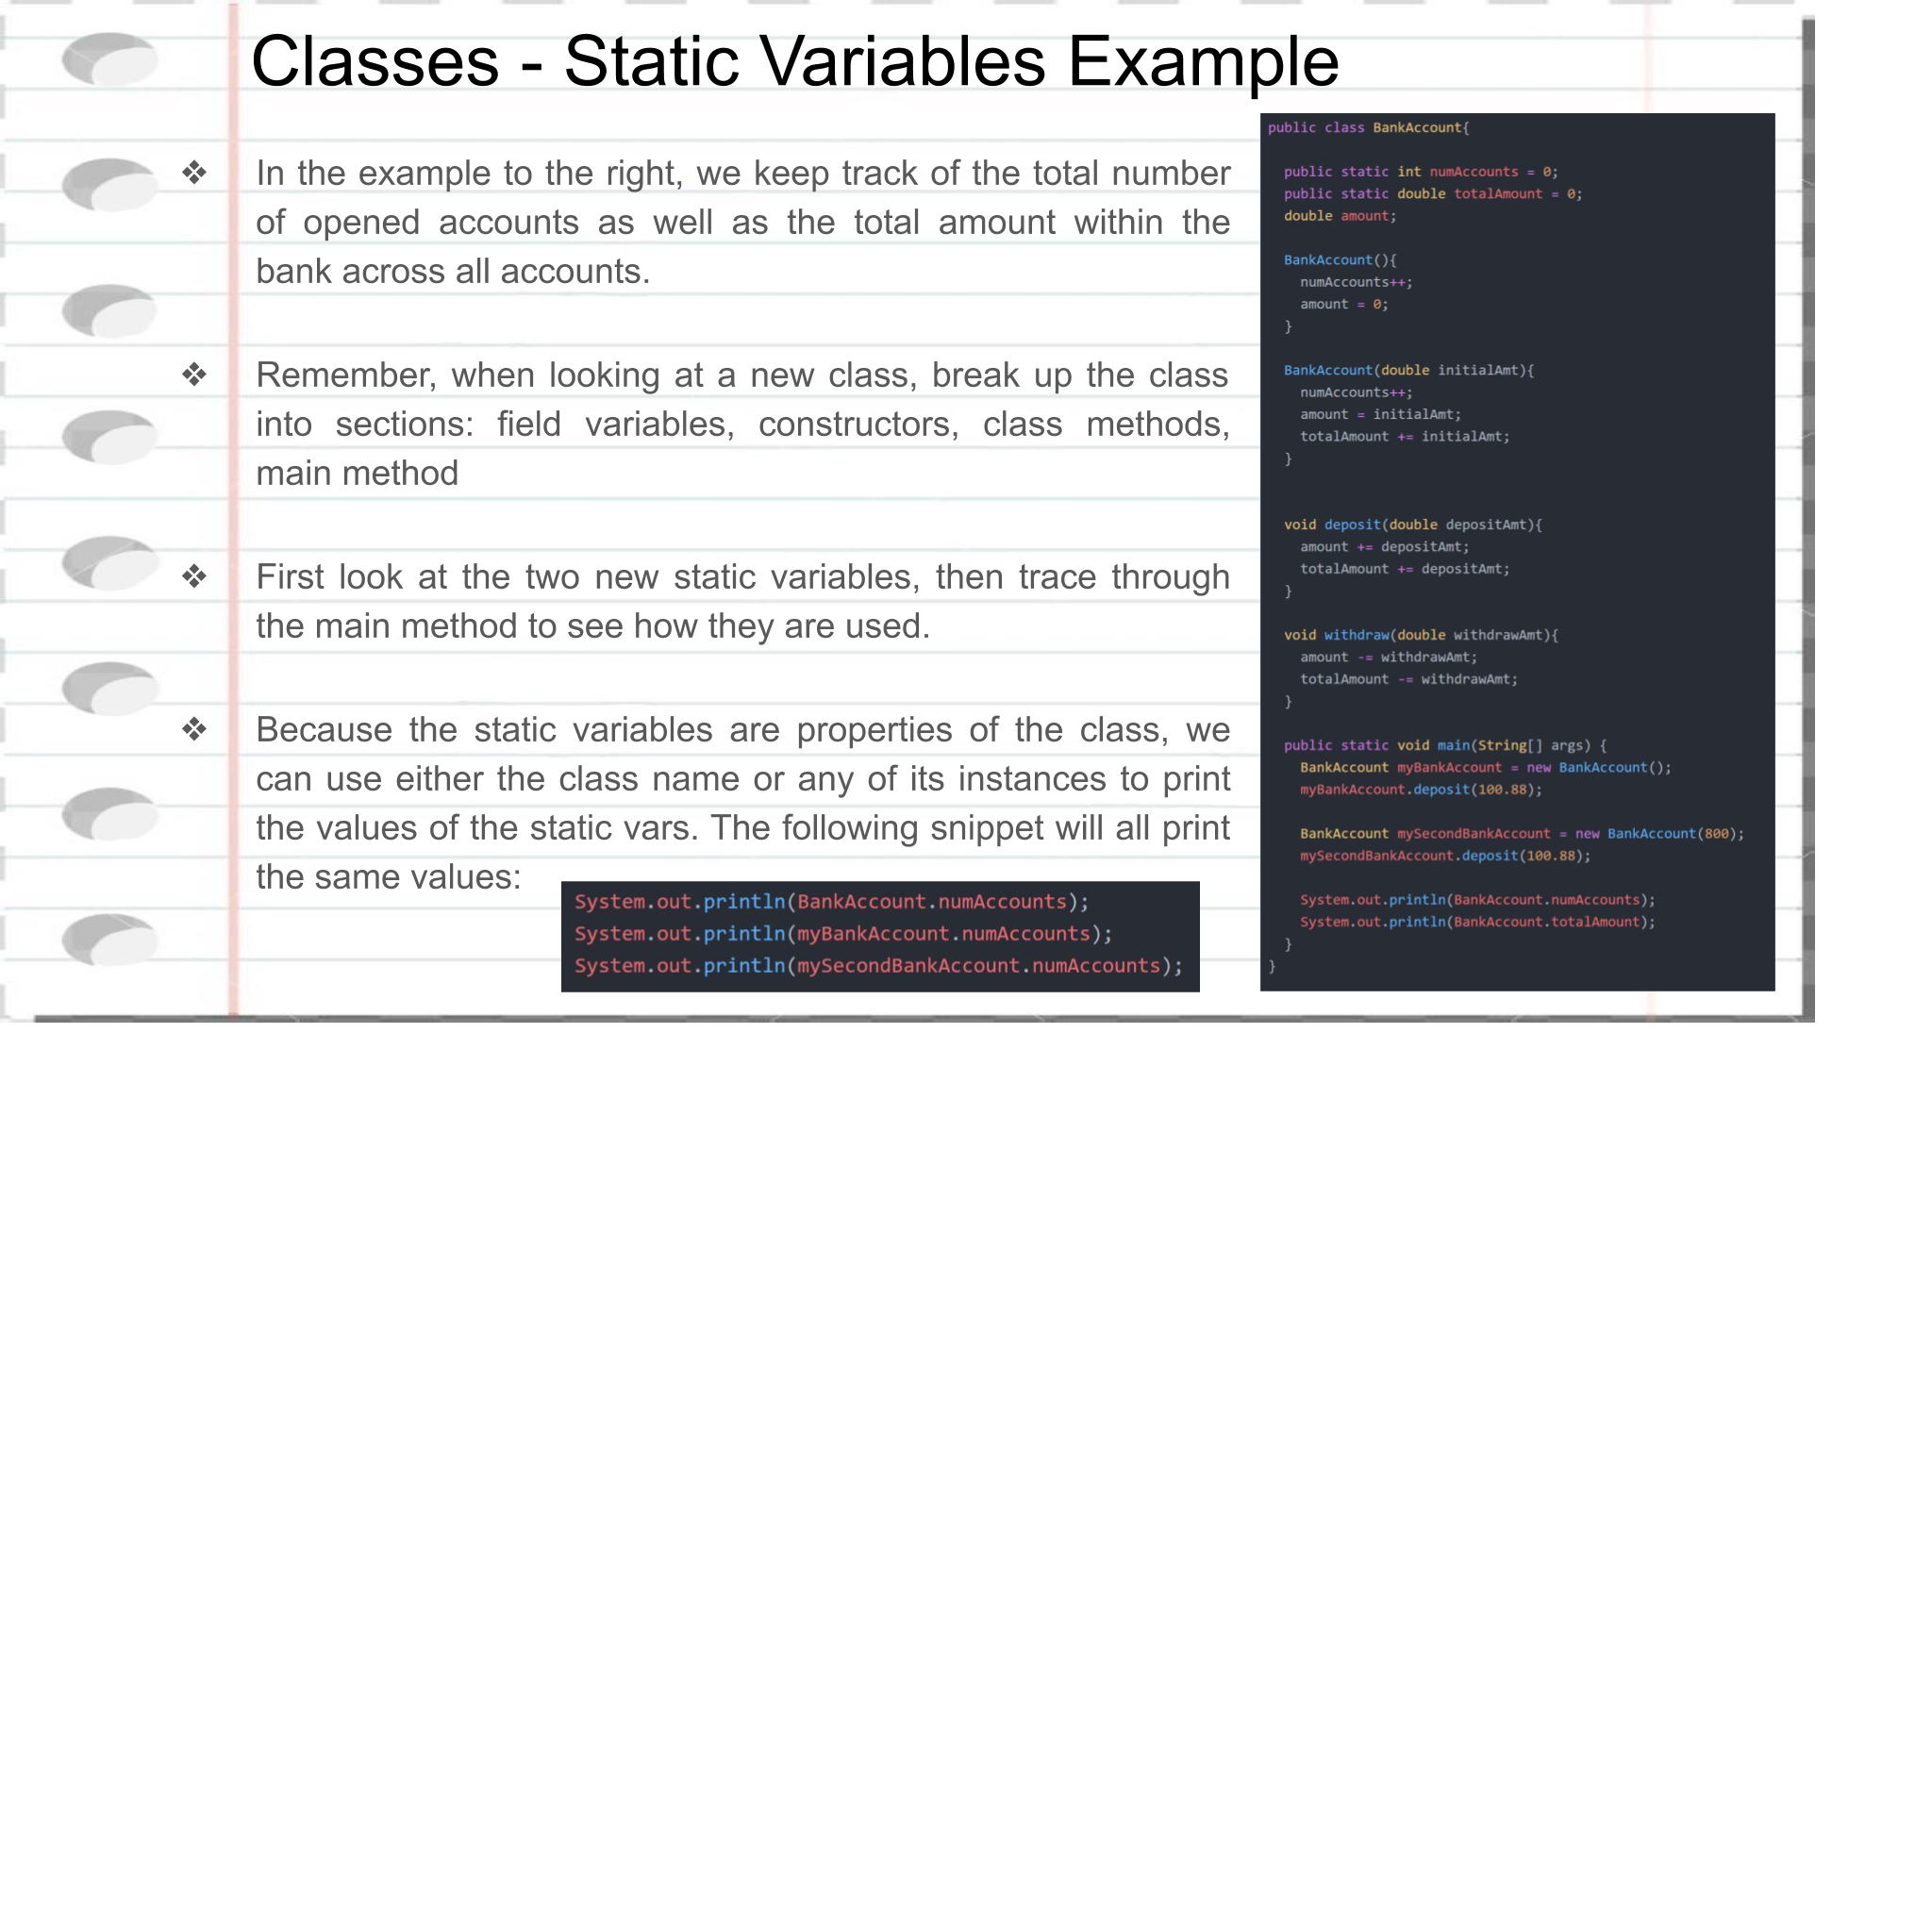 Classes - Static Variables Example
❖ In the example to the right, we keep track of the total number
of opened accounts as well as the total amount within the
bank across all accounts.
❖ Remember, when looking at a new class, break up the class
into sections: field variables, constructors, class methods,
main method
❖ First look at the two new static variables, then trace through
the main method to see how they are used.
❖ Because the static variables are properties of the class, we
can use either the class name or any of its instances to print
the values of the static vars. The following snippet will all print
the same values:
System.out.println(BankAccount.numAccounts);
System.out.println(myBankAccount.numAccounts);
System.out.println(mySecondBankAccount.numAccounts);
public class BankAccount{
public static int numAccounts = 0;
public static double totalAmount = 0;
double amount;
BankAccount(){
numAccounts++;
amount = 0;
}
BankAccount(double initialAmt){
numAccounts++;
amount = initialAmt;
totalAmount += initialAmt;
}
void deposit(double depositAmt){
amount += depositAmt;
totalAmount += depositAmt;
}
void withdraw(double withdrawAmt){
amount -= withdrawAmt;
totalAmount -= withdrawAmt;
}
public static void main(String[] args) {
BankAccount myBankAccount = new BankAccount();
myBankAccount.deposit(100.88);
BankAccount mySecondBankAccount = new BankAccount(800);
mySecondBankAccount.deposit(100.88);
System.out.println(BankAccount.numAccounts);
System.out.println(BankAccount.totalAmount);
}
}